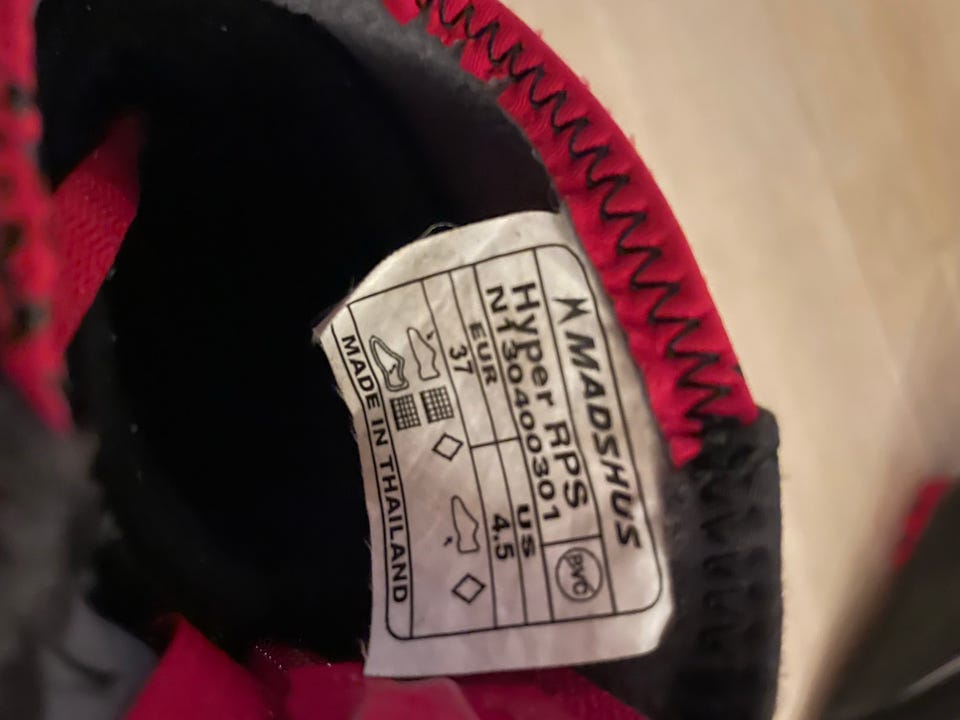 MADSHUS
Hyper RPS
N130400301
PVC
EUR
US
37
4.5
MADE IN THAILAND